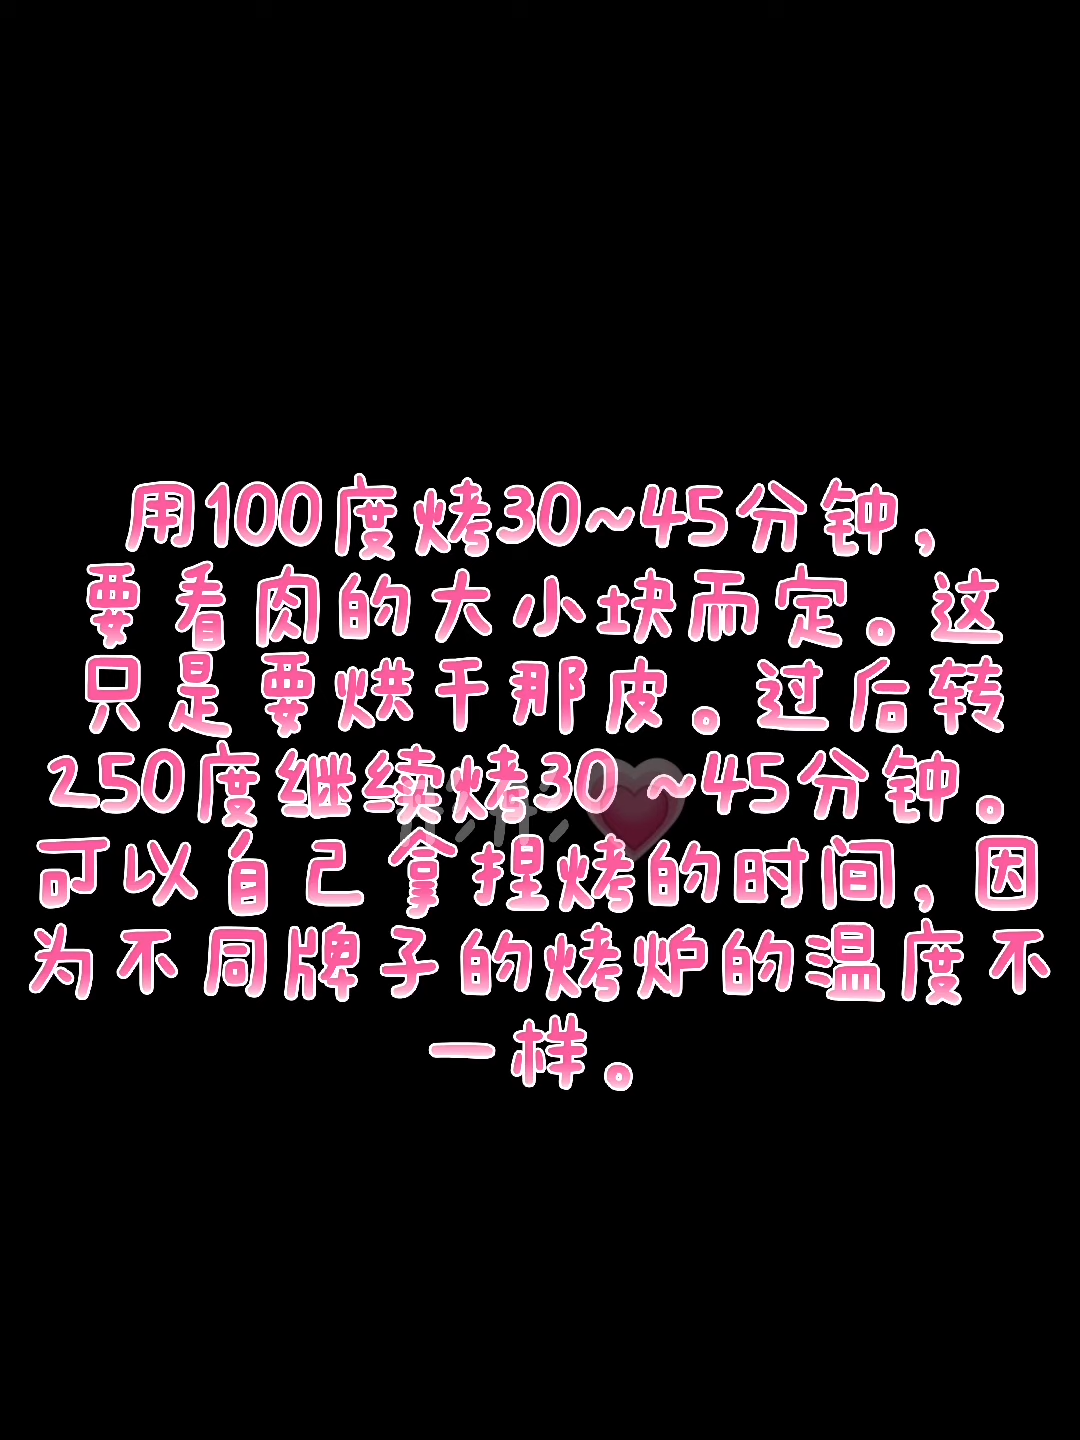 用100度烤30~45分钟，
要看肉的大小块而定。这
只是要烘干那皮。过后转
250度继续烤30 ~45分钟。
可以自己拿捏烤的时间，因
为不同牌子的烤炉的温度不
一样。